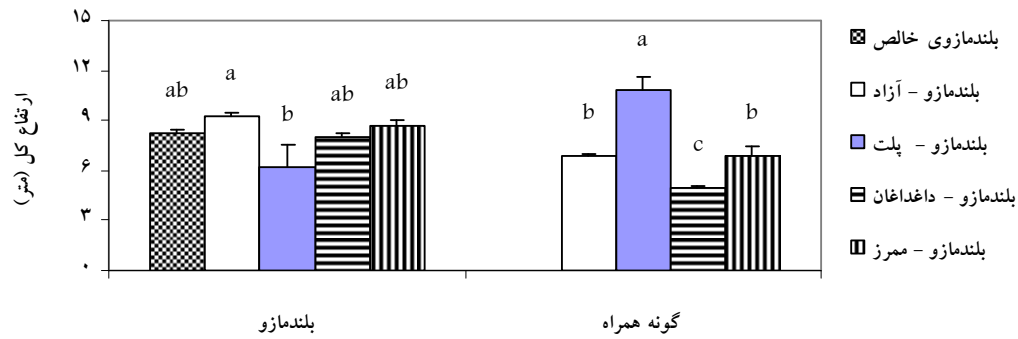 ارتفاع کل (متر)
۱۵
۱۲
۹
۶
۳
۰
ab
a
b
ab
ab
b
a
c
b
بلندمازو
گونه همراه
بلندمازوی خالص
بلندمازو - آزاد
بلندمازو - پلت
بلندمازو - داغداغان
بلندمازو - ممرز